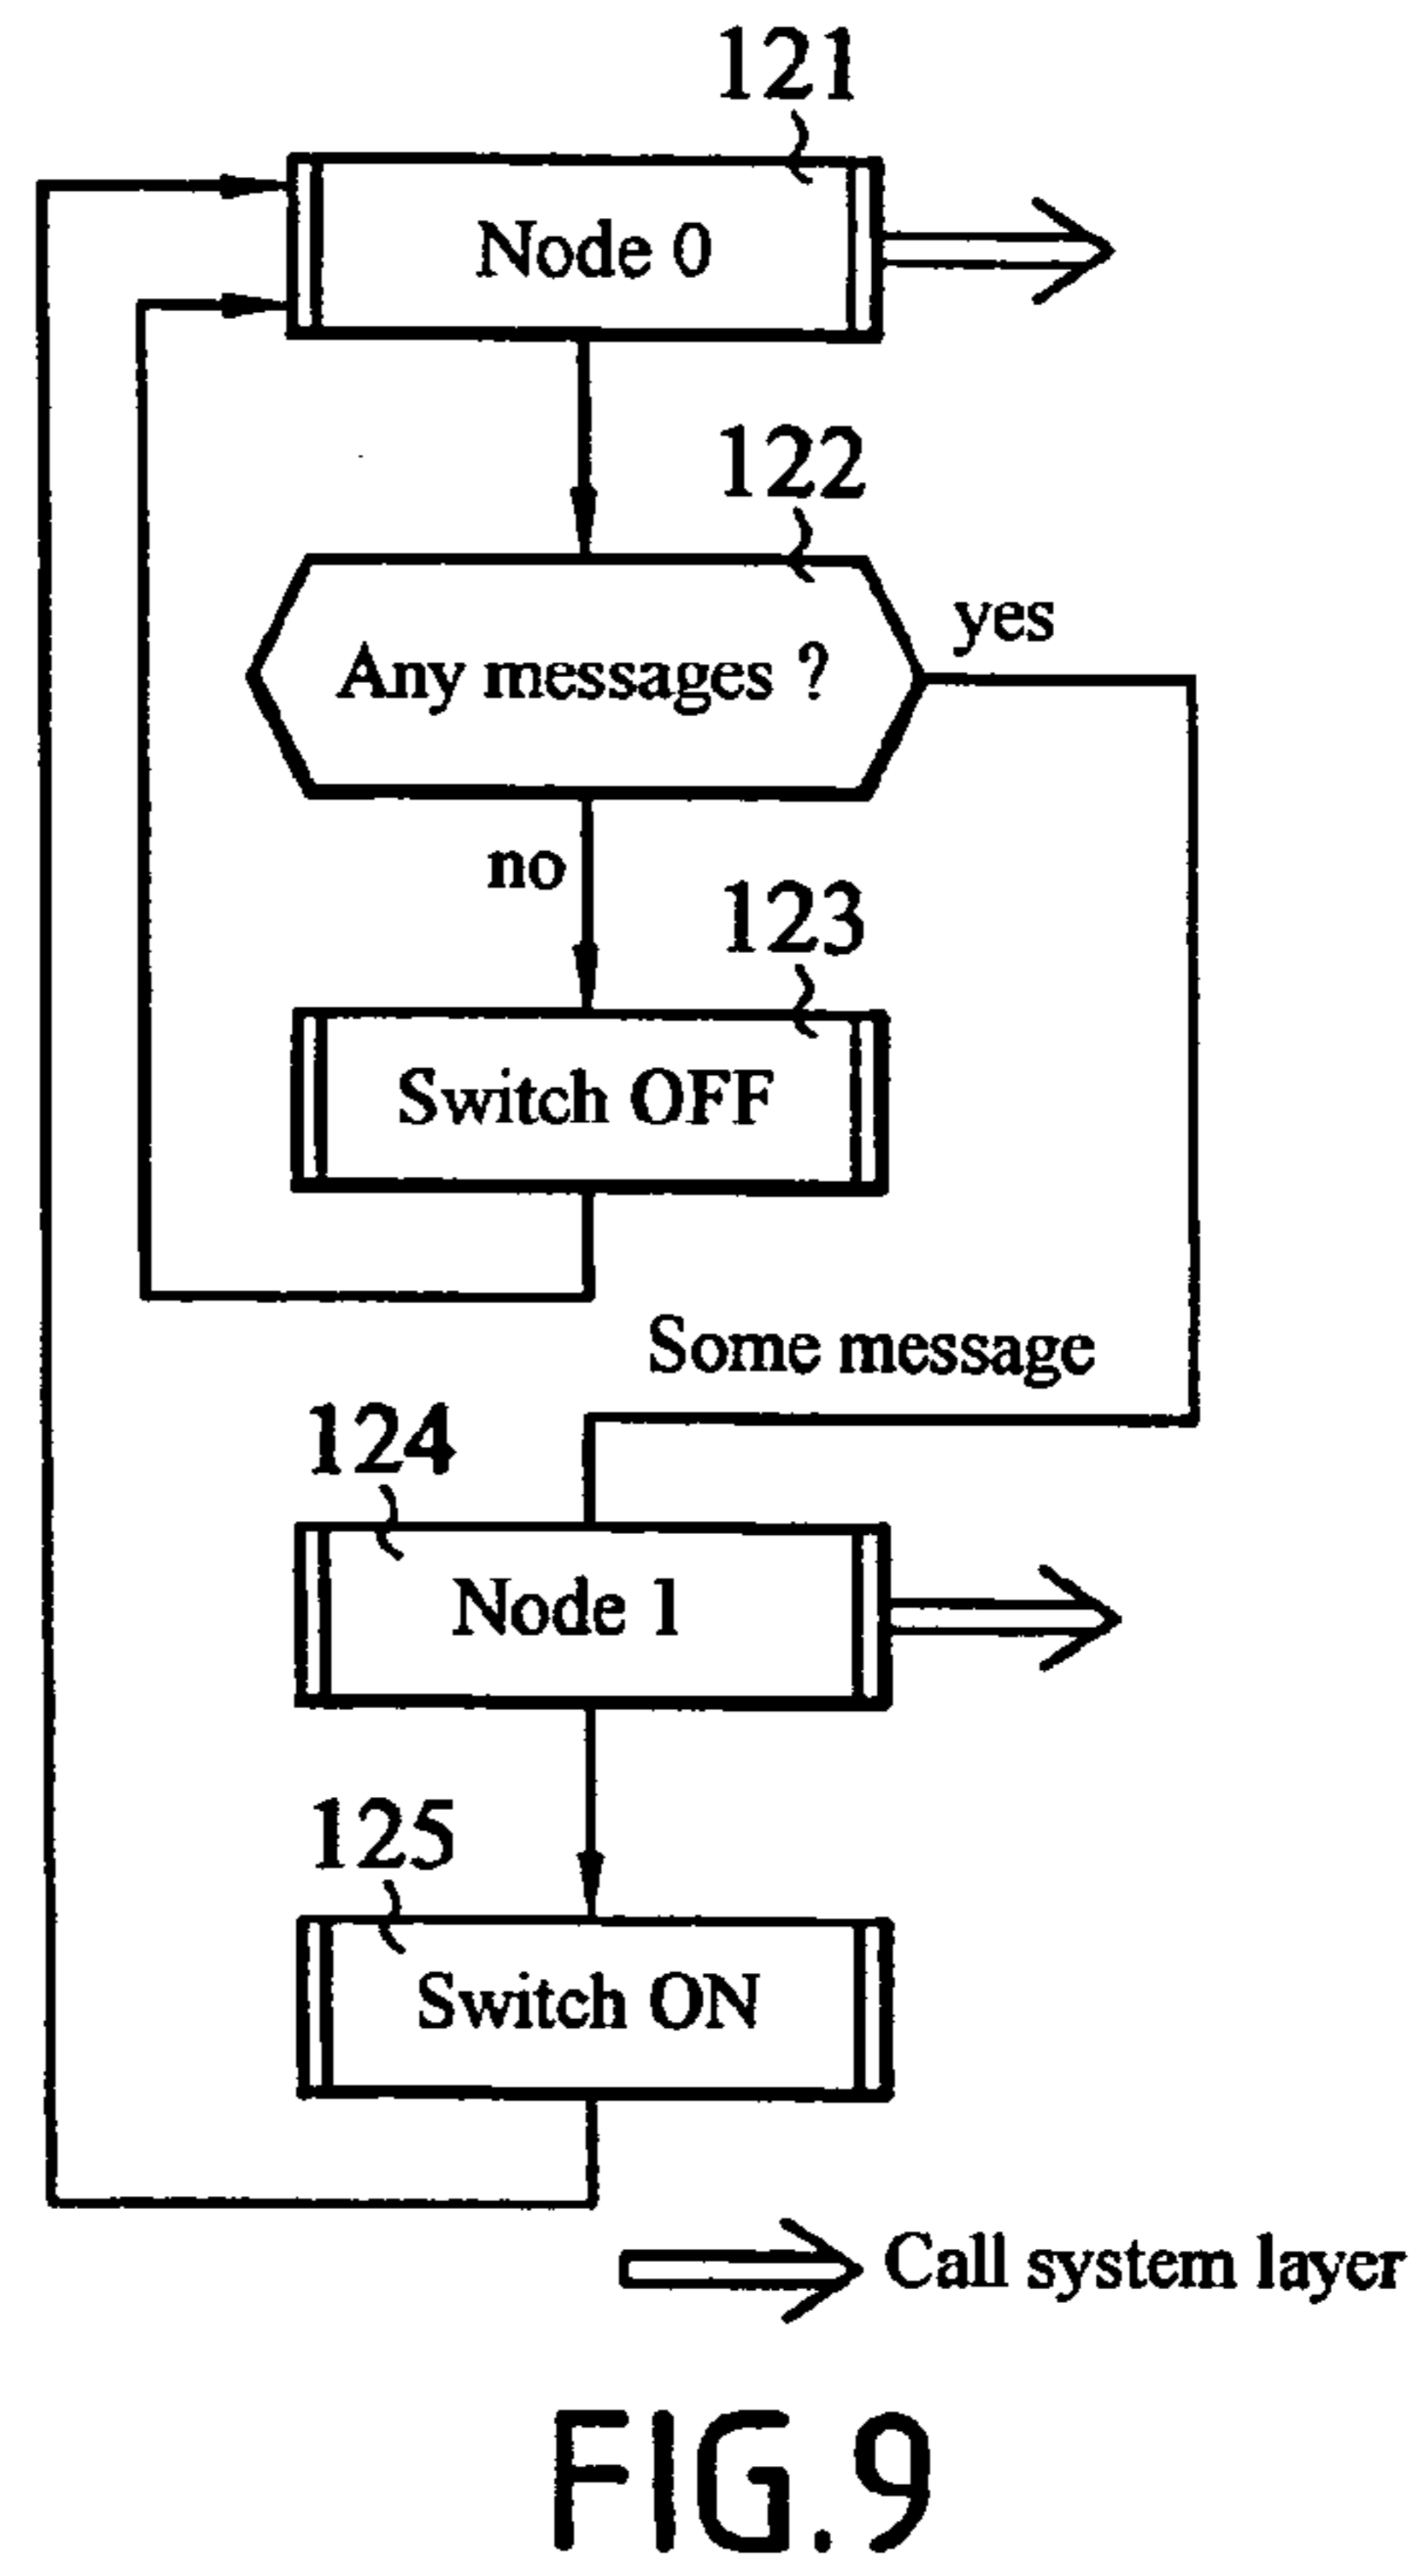 121
Node 0
122
yes
Any messages ?
no
123
Switch OFF
Some message
124
Node 1
125
Switch ON
Call system layer
FIG.9